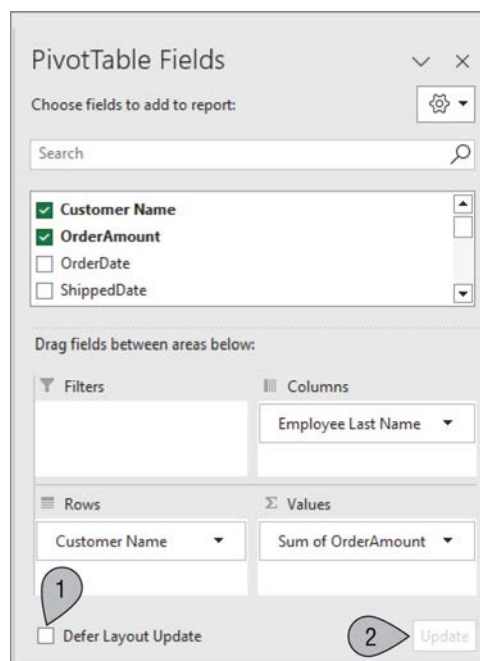 PivotTable Fields
Choose fields to add to report:
Search
Customer Name
OrderAmount
OrderDate
ShippedDate
Drag fields between areas below:
Filters
Columns
Employee Last Name
Rows
Σ Values
Customer Name
Sum of OrderAmount
1
Defer Layout Update
2
Update